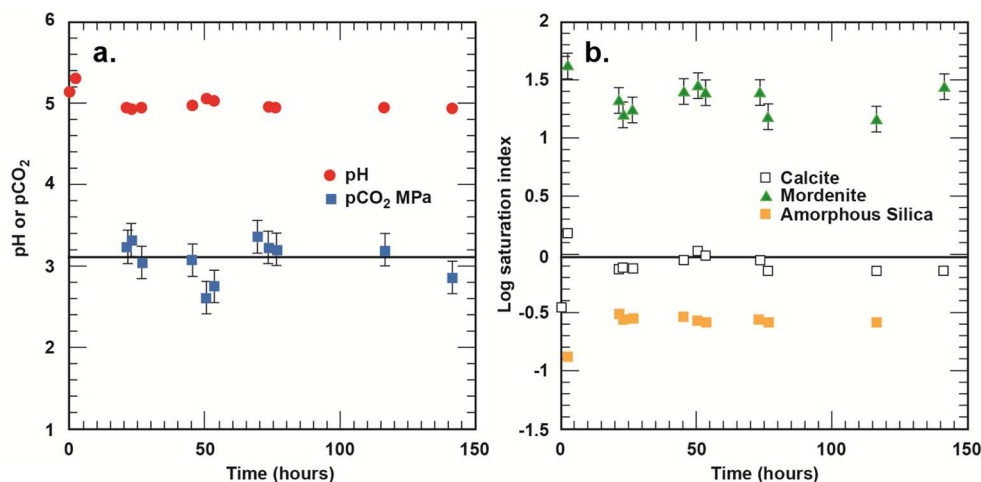 a.
pH or pCO2
6
5
4
3
2
1
pH
pCO2 MPa
0
50
100
150
Time (hours)
b.
Log saturation index
2
1.5
1
0.5
0
-0.5
-1
-1.5
Calcite
Mordenite
Amorphous Silica
0
50
100
150
Time (hours)